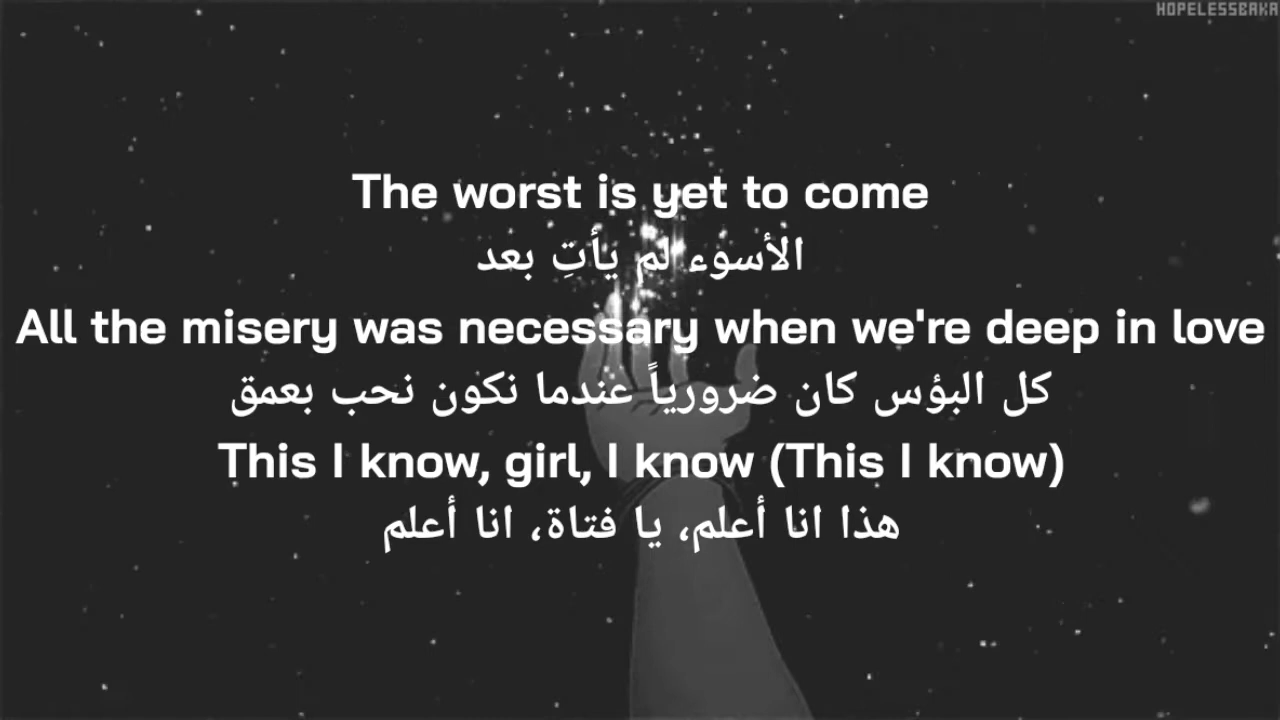 HOPELESSBAKA
The worst is yet to come
الأسوء لم يأتِ بعد
All the misery was necessary when we're deep in love
كل البؤس كان ضرورياً عندما نكون نحب بعمق
This I know, girl, I know (This I know)
هذا انا أعلم، يا فتاة، انا أعلم